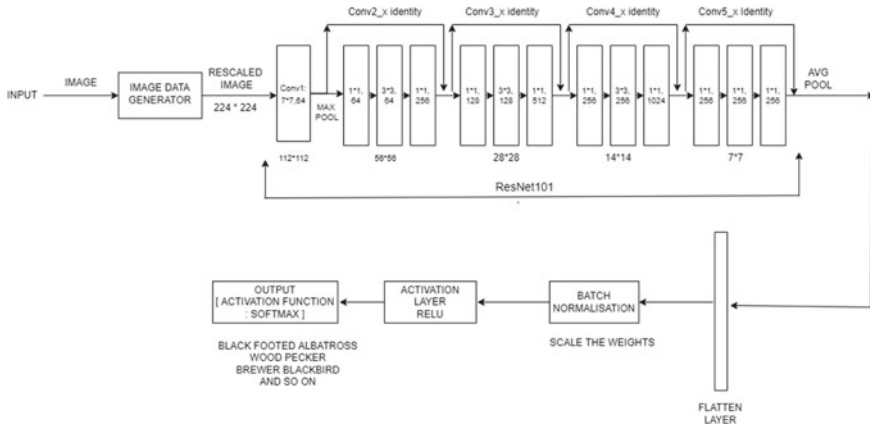 Conv2_x identity
Conv3_x identity
Conv4_x identity
Conv5_x Identity
INPUT
IMAGE
IMAGE DATA
GENERATOR
RESCALED
IMAGE
224 * 224
Conv1:
7*7,64
112*112
MAX
POOL
1*1,
64
3*3,
64
1*1,
256
56*56
1*1,
128
3*3,
128
1*1,
512
28*28
1*1,
256
3*3,
256
1*1,
1024
14*14
1*1,
256
1*1,
256
1*1,
256
7*7
AVG
POOL
ResNet101
OUTPUT
[ ACTIVATION FUNCTION
: SOFTMAX ]
BLACK FOOTED ALBATROSS
WOOD PECKER
BREWER BLACKBIRD
AND SO ON
ACTIVATION
LAYER
RELU
BATCH
NORMALISATION
SCALE THE WEIGHTS
FLATTEN
LAYER